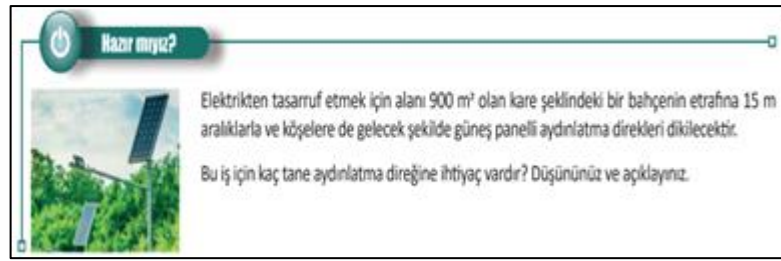 Hazır mıyız?
Elektrikten tasarruf etmek için alanı 900 m² olan kare şeklindeki bir bahçenin etrafına 15 m
aralıklarla ve köşelere de gelecek şekilde güneş panelli aydınlatma direkleri dikilecektir.
Bu iş için kaç tane aydınlatma direğine ihtiyaç vardır? Düşününüz ve açıklayınız.